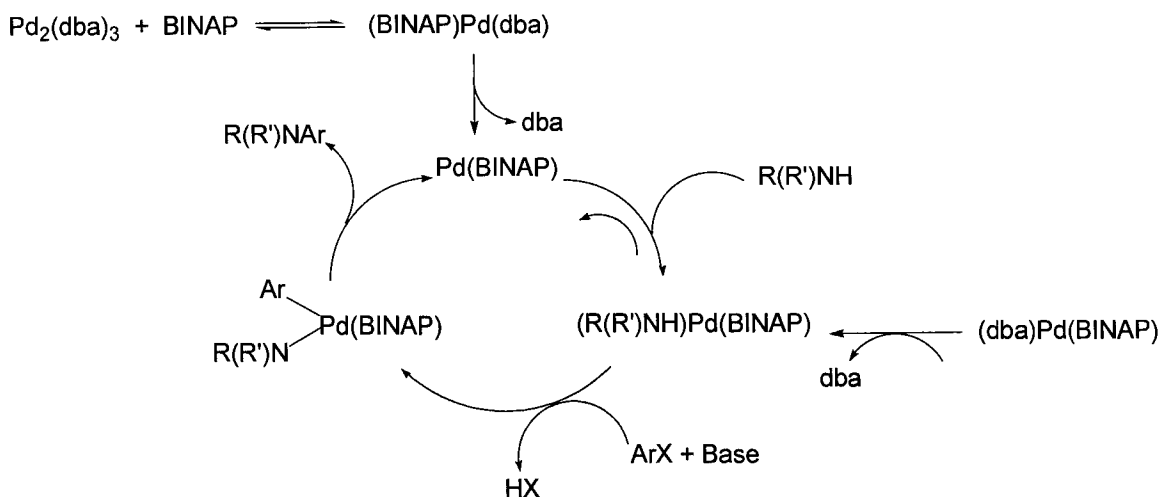 Pd₂(dba)₃ + BINAP ⇌ (BINAP)Pd(dba)
dba
R(R')NAr
Pd(BINAP)
R(R')NH
Ar
Pd(BINAP)
R(R')N
(R(R')NH)Pd(BINAP)
(dba)Pd(BINAP)
dba
ArX + Base
HX